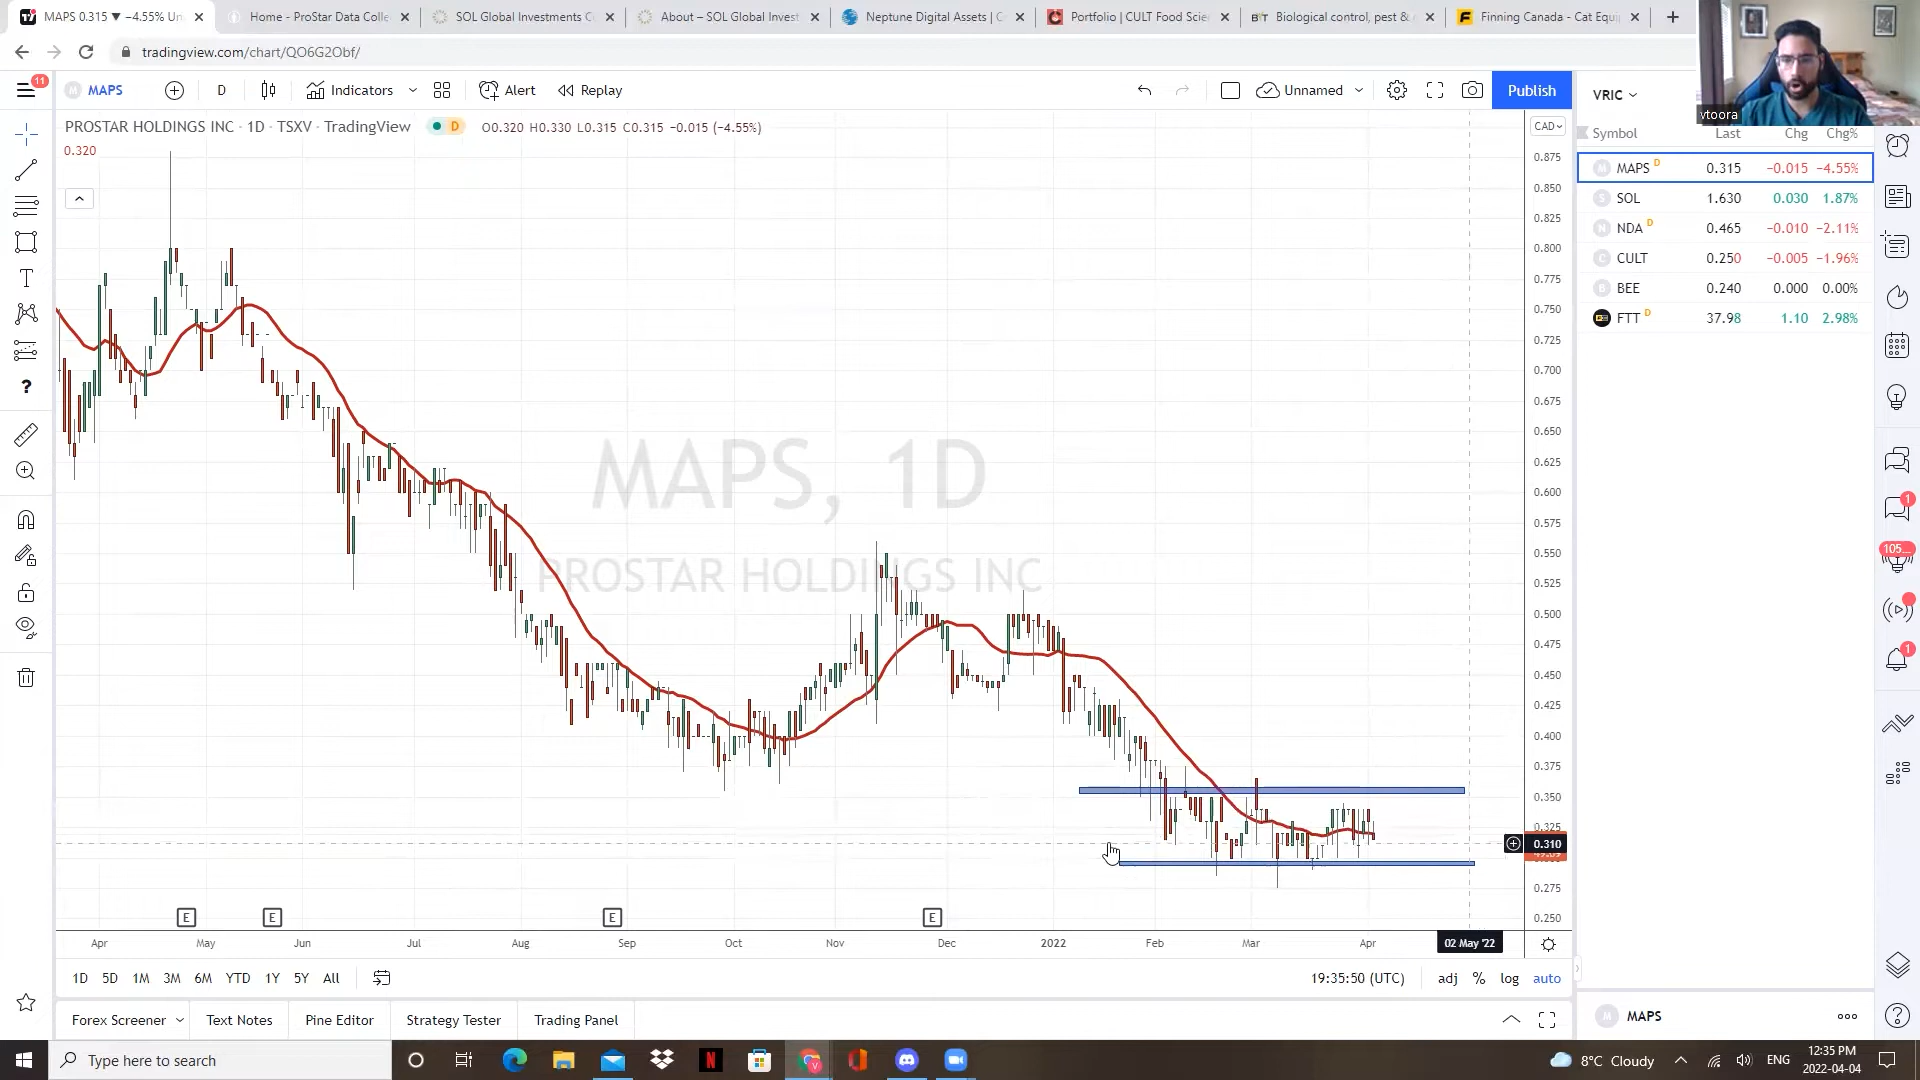 MAPS 0.315 ▼ −4.55% Un
Home - ProStar Data Colle
SOL Global Investments C
About – SOL Global Invest
Neptune Digital Assets | C
Portfolio | CULT Food Scie
Biological control, pest &
Finning Canada - Cat Equi
tradingview.com/chart/QO6G2Obf/
11
MAPS
D
Indicators
Alert
Replay
Unnamed
Publish
VRIC
vtoora
PROSTAR HOLDINGS INC · 1D · TSXV · TradingView
D
O0.320 H0.330 L0.315 C0.315 −0.015 (−4.55%)
0.320
CAD
Symbol Last Chg Chg%
MAPS D 0.315 −0.015 −4.55%
SOL 1.630 0.030 1.87%
NDA D 0.465 −0.010 −2.11%
CULT 0.250 −0.005 −1.96%
BEE 0.240 0.000 0.00%
FTT D 37.98 1.10 2.98%
MAPS, 1D
PROSTAR HOLDINGS INC
0.875
0.850
0.825
0.800
0.775
0.750
0.725
0.700
0.675
0.650
0.625
0.600
0.575
0.550
0.525
0.500
0.475
0.450
0.425
0.400
0.375
0.350
0.325
0.310
0.275
0.250
1
105
1
E E E E
Apr May Jun Jul Aug Sep Oct Nov Dec 2022 Feb Mar Apr 02 May '22
1D 5D 1M 3M 6M YTD 1Y 5Y All
19:35:50 (UTC) adj % log auto
Forex Screener Text Notes Pine Editor Strategy Tester Trading Panel
MAPS
Type here to search
8°C Cloudy
ENG
12:35 PM
2022-04-04